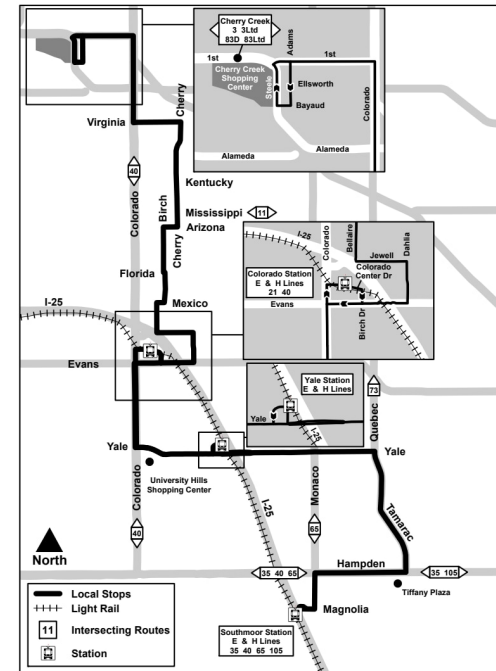 Cherry Creek
3 3Ltd
83D 83Ltd
Adams
1st
1st
Cherry Creek
Shopping
Center
Steele
Ellsworth
Bayaud
Colorado
Alameda
Alameda
Cherry
Virginia
40
Colorado
Kentucky
Birch
Mississippi
11
Arizona
Cherry
Florida
Mexico
I-25
Evans
I-25
Colorado
Bellaire
Dahlia
Jewell
Colorado
Center Dr
Colorado Station
E & H Lines
21 40
Evans
Birch Dr
Yale Station
E & H Lines
Yale
I-25
73
Quebec
Yale
Yale
University Hills
Shopping Center
Colorado
40
I-25
Monaco
65
Tamarac
North
35 40 65
Hampden
35 105
Tiffany Plaza
Magnolia
Southmoor Station
E & H Lines
35 40 65 105
Local Stops
Light Rail
11
Intersecting Routes
Station